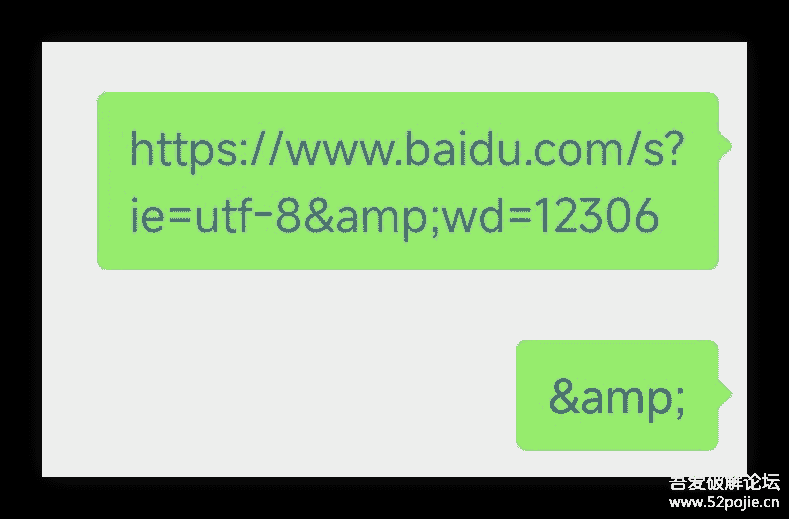 https://www.baidu.com/s?
ie=utf-8&amp;wd=12306
&amp;
吾爱破解论坛
www.52pojie.cn